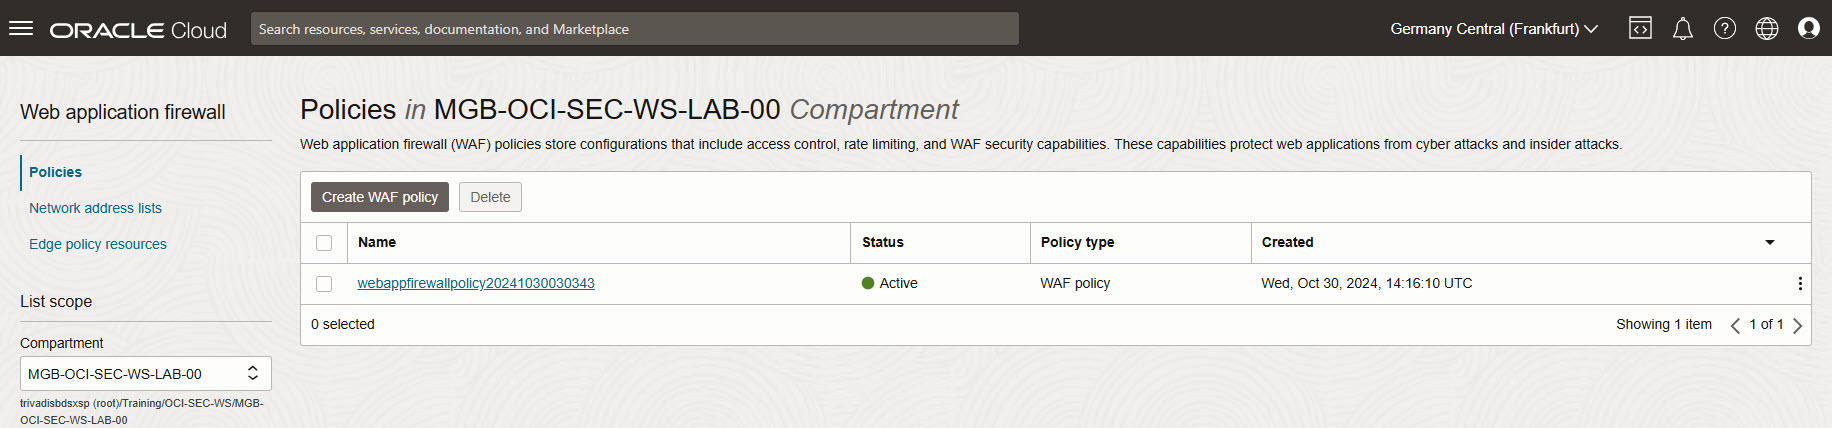 ORACLE Cloud
Search resources, services, documentation, and Marketplace
Germany Central (Frankfurt)
Web application firewall
Policies
Network address lists
Edge policy resources
List scope
Compartment
MGB-OCI-SEC-WS-LAB-00
trivadisbdsxsp (root)/Training/OCI-SEC-WS/MGB-
OCI-SEC-WS-LAB-00
Policies in MGB-OCI-SEC-WS-LAB-00 Compartment
Web application firewall (WAF) policies store configurations that include access control, rate limiting, and WAF security capabilities. These capabilities protect web applications from cyber attacks and insider attacks.
Create WAF policy Delete
Name Status Policy type Created
webappfirewallpolicy20241030030343 Active WAF policy Wed, Oct 30, 2024, 14:16:10 UTC
0 selected Showing 1 item 1 of 1